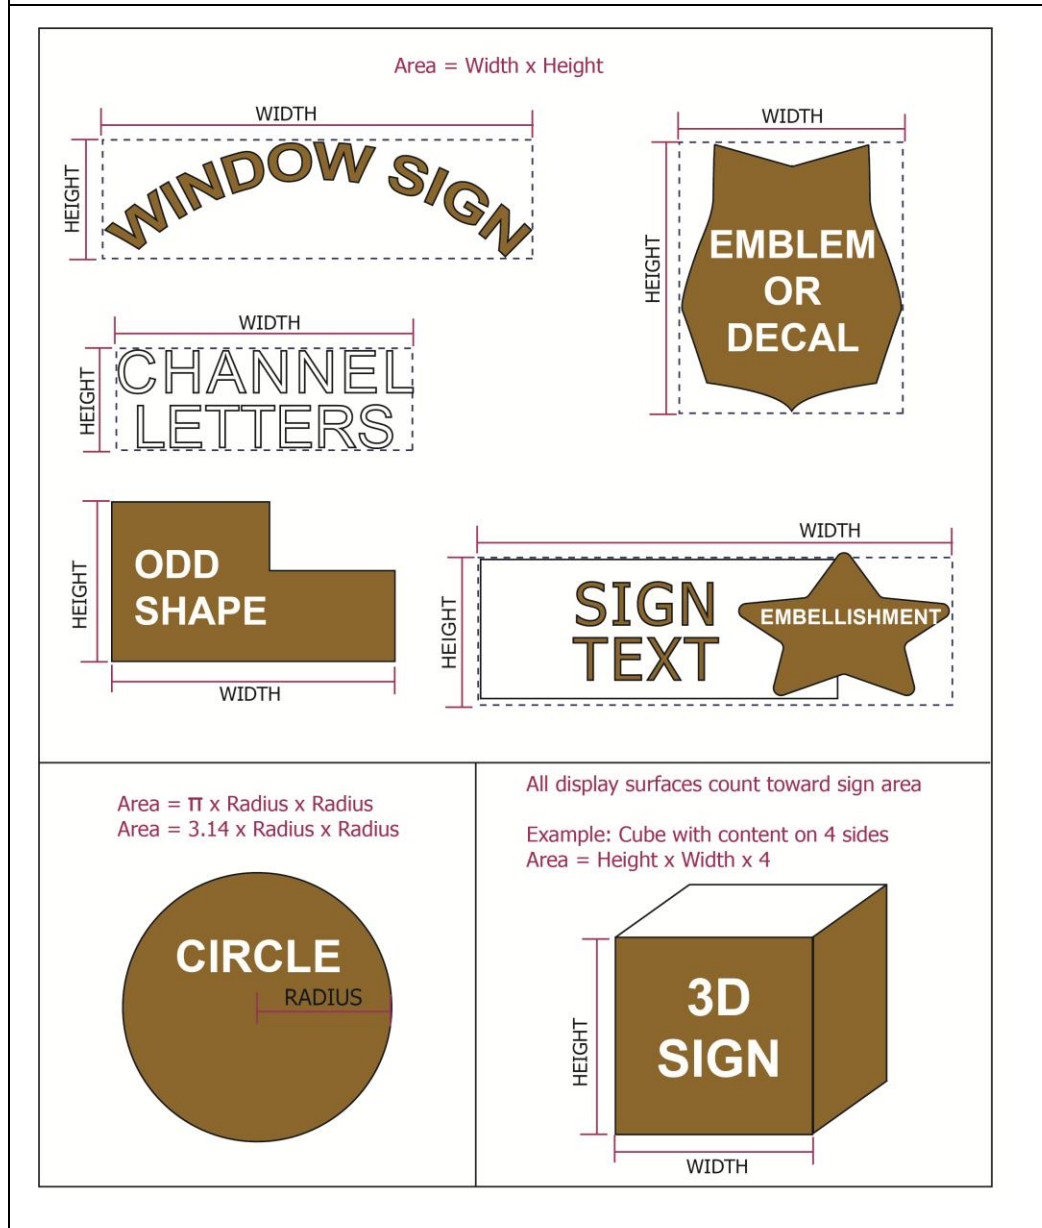 Area = Width x Height
WIDTH
HEIGHT
WINDOW SIGN
WIDTH
HEIGHT
EMBLEM
OR
DECAL
WIDTH
HEIGHT
CHANNEL
LETTERS
HEIGHT
ODD
SHAPE
WIDTH
WIDTH
HEIGHT
SIGN
TEXT
EMBELLISHMENT
Area = π x Radius x Radius
Area = 3.14 x Radius x Radius
CIRCLE
RADIUS
All display surfaces count toward sign area
Example: Cube with content on 4 sides
Area = Height x Width x 4
HEIGHT
3D
SIGN
WIDTH